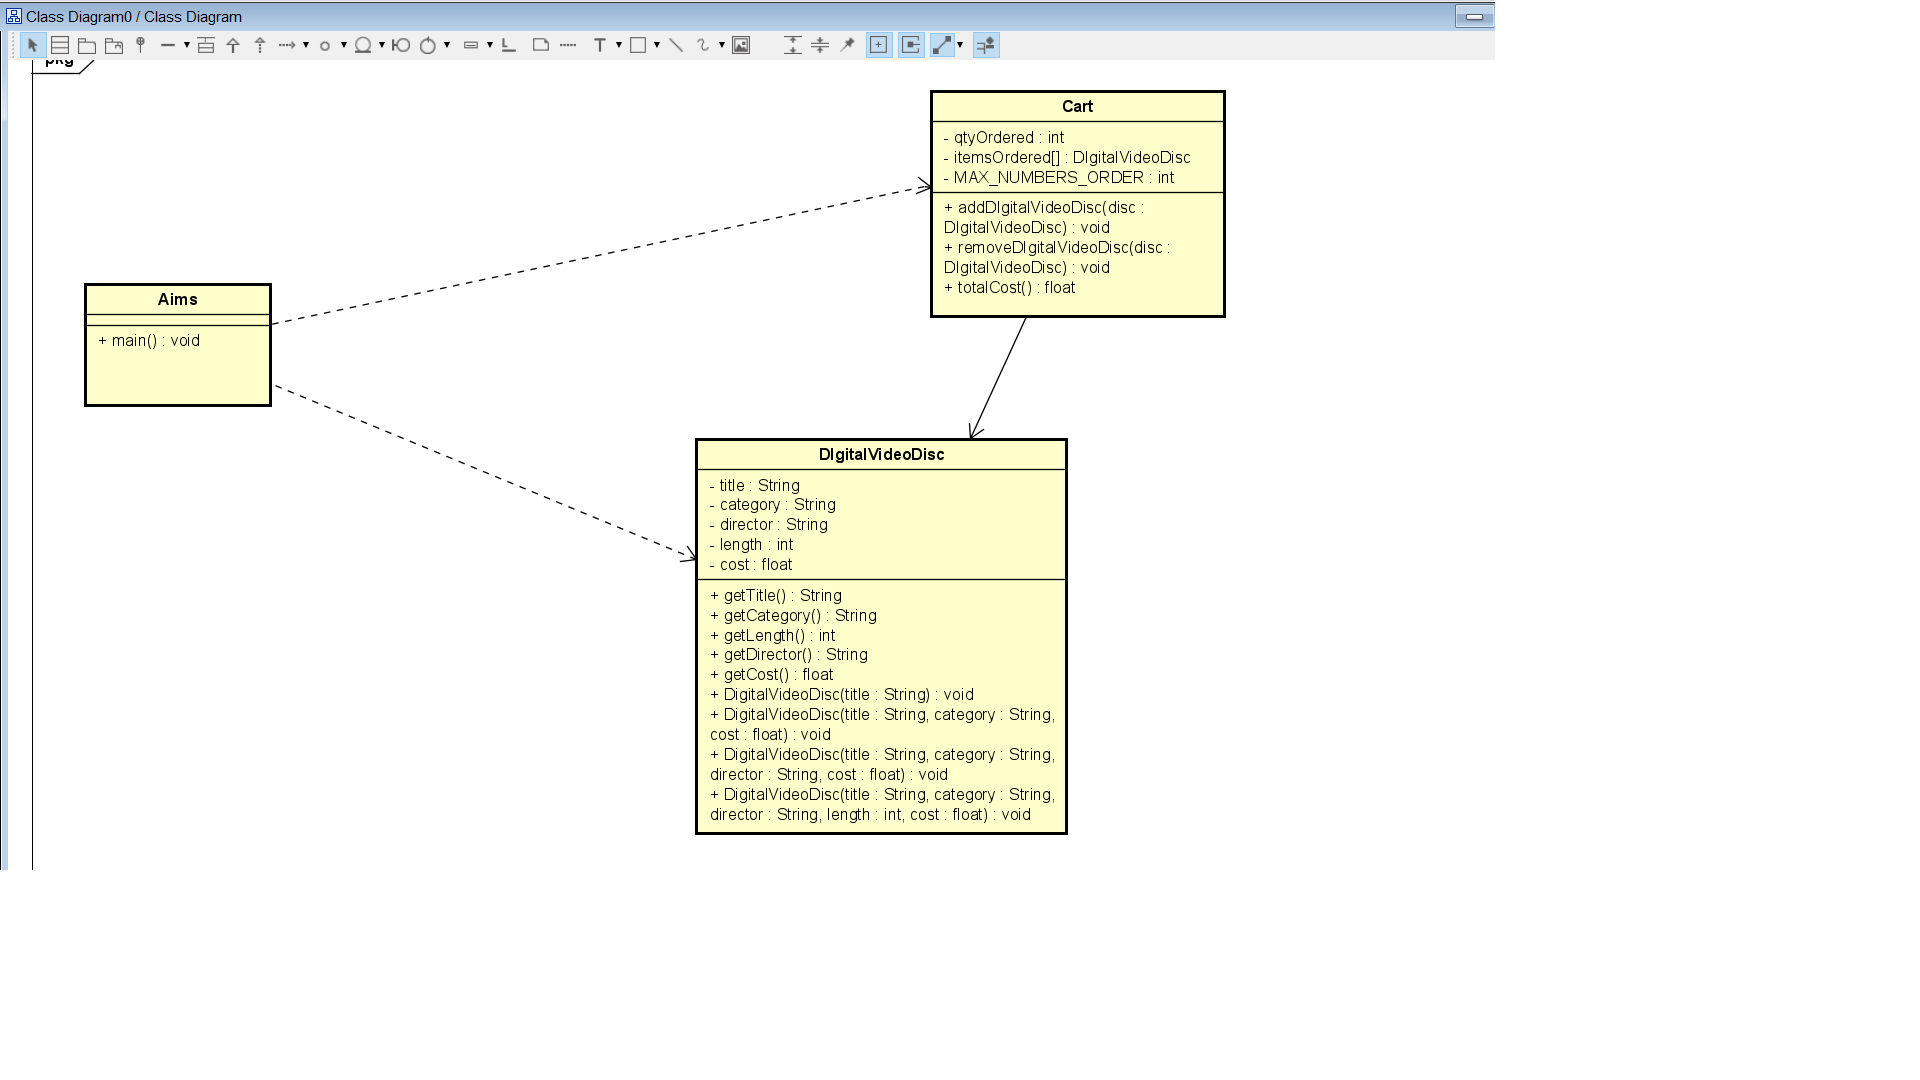 Class Diagram0 / Class Diagram
pkg
Cart
- qtyOrdered : int
- itemsOrdered[] : DIgitalVideoDisc
- MAX_NUMBERS_ORDER : int
+ addDIgitalVideoDisc(disc :
DIgitalVideoDisc) : void
+ removeDIgitalVideoDisc(disc :
DIgitalVideoDisc) : void
+ totalCost() : float
Aims
+ main() : void
DIgitalVideoDisc
- title : String
- category : String
- director : String
- length : int
- cost : float
+ getTitle() : String
+ getCategory() : String
+ getLength() : int
+ getDirector() : String
+ getCost() : float
+ DigitalVideoDisc(title : String) : void
+ DigitalVideoDisc(title : String, category : String,
cost : float) : void
+ DigitalVideoDisc(title : String, category : String,
director : String, cost : float) : void
+ DigitalVideoDisc(title : String, category : String,
director : String, length : int, cost : float) : void